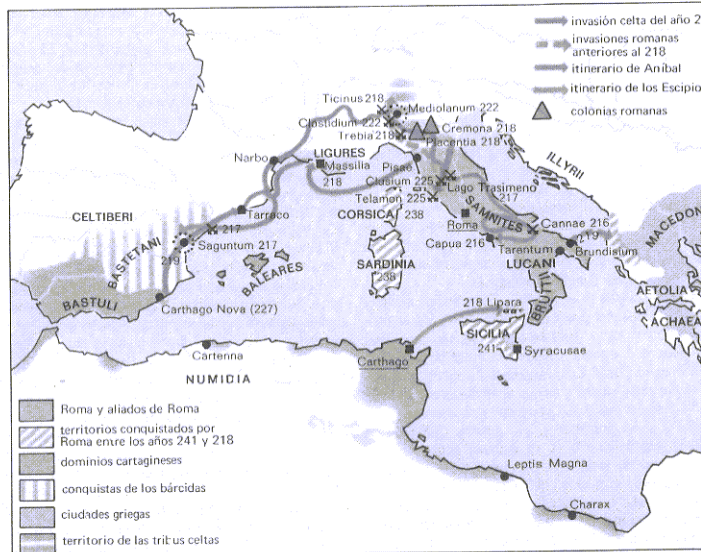 invasión celta del año 2
invasiones romanas
anteriores al 218
itinerario de Aníbal
itinerario de los Escipio
colonias romanas
Ticinus 218
Mediolanum 222
Clastidium 222
Trebia 218
Cremona 218
Placentia 218
LIGURES
Narbo
Massilia
218
Pisae
Clusium 225
Lago Trasimeno
217
Telamon 225
ILLYRII
CELTIBERI
Tarraco
217
CORSICA
238
Roma
SAMNITES
Cannae 216
MACEDON
BASTETANI
Saguntum 217
219
BALEARES
SARDINIA
238
Capua 216
Tarentum
219
Brundisium
LUCANI
BASTULI
Carthago Nova (227)
BRUTTII
AETOLIA
218 Lipara
ACHAEA
SICILIA
241
Syracusae
Cartenna
Carthago
NUMIDIA
Leptis Magna
Charax
Roma y aliados de Roma
territorios conquistados por
Roma entre los años 241 y 218
dominios cartagineses
conquistas de los bárcidas
ciudades griegas
territorio de las tribus celtas